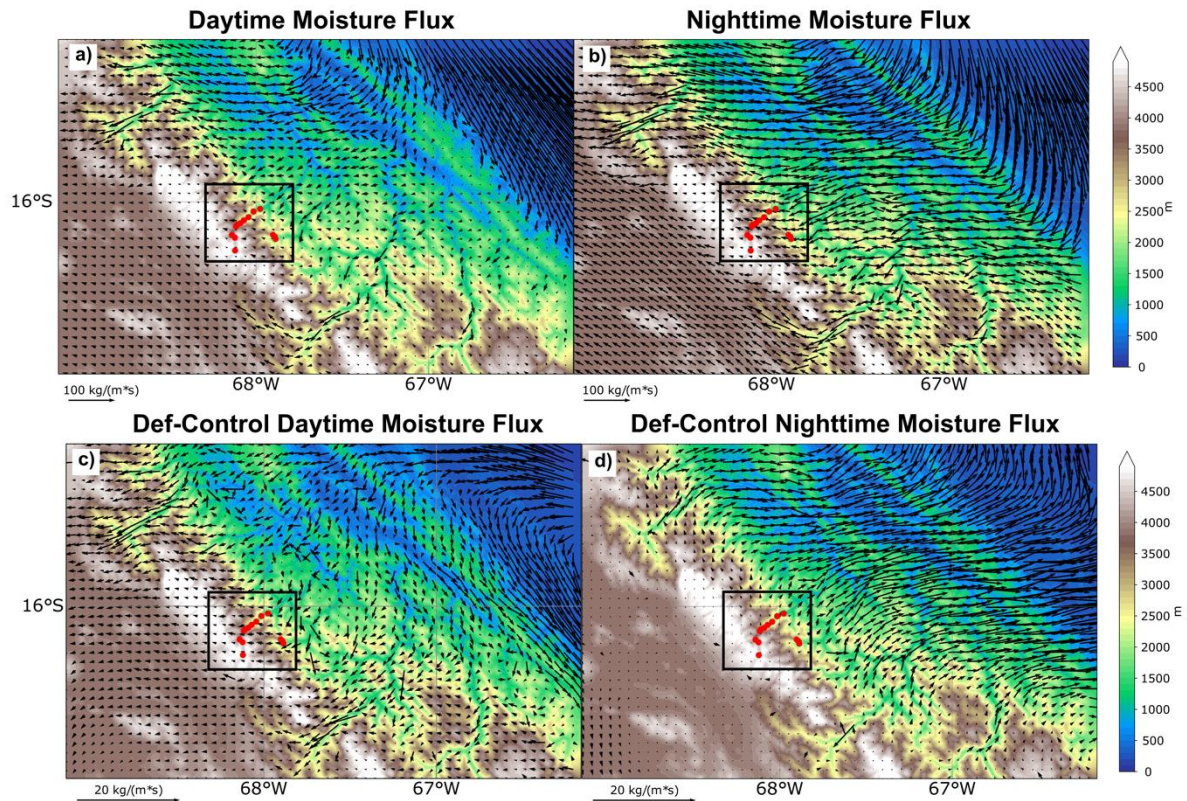 Daytime Moisture Flux
Nighttime Moisture Flux
a)
b)
4500
4000
3500
3000
2500
2000
1500
1000
500
0
m
16°S
68°W
67°W
68°W
67°W
100 kg/(m*s)
100 kg/(m*s)
Def-Control Daytime Moisture Flux
Def-Control Nighttime Moisture Flux
c)
d)
4500
4000
3500
3000
2500
2000
1500
1000
500
0
m
16°S
68°W
67°W
68°W
67°W
20 kg/(m*s)
20 kg/(m*s)